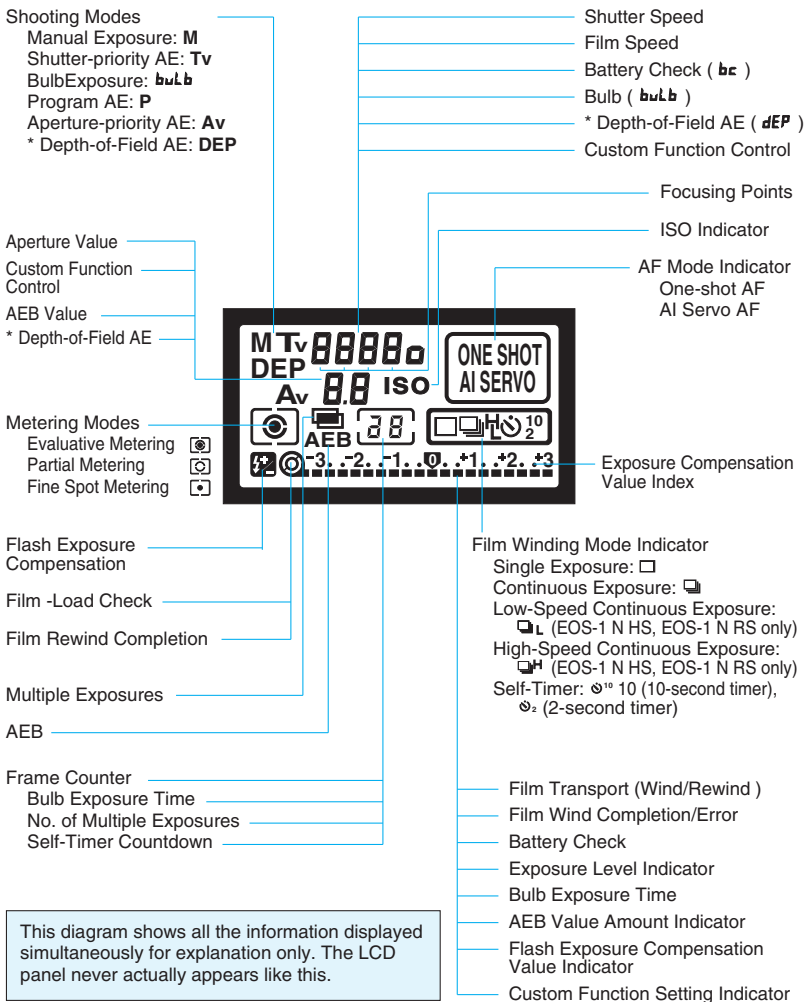 Shooting Modes
Manual Exposure: M
Shutter-priority AE: Tv
BulbExposure: bulb
Program AE: P
Aperture-priority AE: Av
* Depth-of-Field AE: DEP
Shutter Speed
Film Speed
Battery Check ( bc )
Bulb ( bulb )
* Depth-of-Field AE ( dEP )
Custom Function Control
Focusing Points
ISO Indicator
AF Mode Indicator
One-shot AF
AI Servo AF
Aperture Value
Custom Function
Control
AEB Value
* Depth-of-Field AE
M Tv 8888o
DEP
Av 8.8 ISO
ONE SHOT
AI SERVO
AEB 28
HL 10 2
-3. .-2. .-1. .0. .+1. .+2. .+3
Metering Modes
Evaluative Metering
Partial Metering
Fine Spot Metering
Exposure Compensation
Value Index
Flash Exposure
Compensation
Film -Load Check
Film Rewind Completion
Multiple Exposures
AEB
Film Winding Mode Indicator
Single Exposure:
Continuous Exposure:
Low-Speed Continuous Exposure:
L (EOS-1 N HS, EOS-1 N RS only)
High-Speed Continuous Exposure:
H (EOS-1 N HS, EOS-1 N RS only)
Self-Timer: 10 10 (10-second timer),
2 (2-second timer)
Frame Counter
Bulb Exposure Time
No. of Multiple Exposures
Self-Timer Countdown
Film Transport (Wind/Rewind )
Film Wind Completion/Error
Battery Check
Exposure Level Indicator
Bulb Exposure Time
AEB Value Amount Indicator
Flash Exposure Compensation
Value Indicator
Custom Function Setting Indicator
This diagram shows all the information displayed
simultaneously for explanation only. The LCD
panel never actually appears like this.